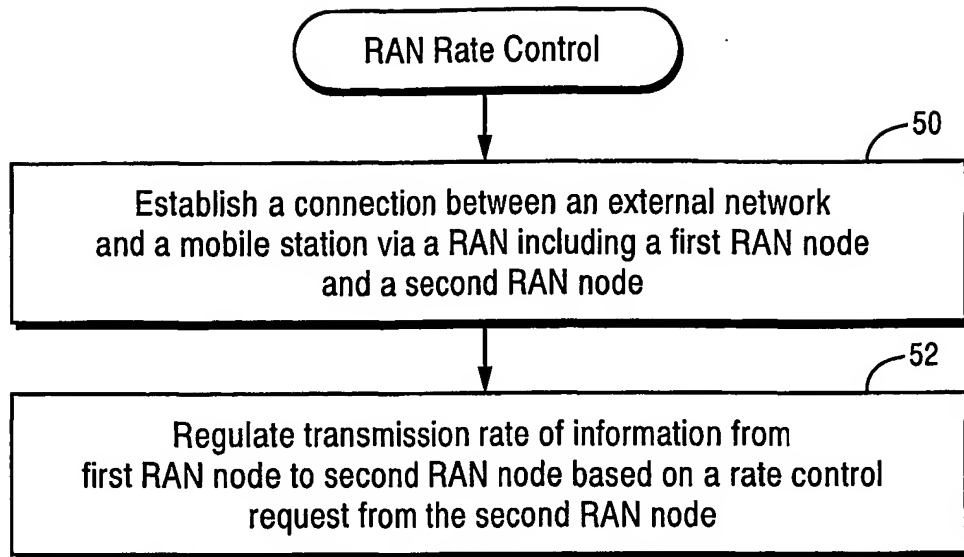 RAN Rate Control
50
Establish a connection between an external network
and a mobile station via a RAN including a first RAN node
and a second RAN node
52
Regulate transmission rate of information from
first RAN node to second RAN node based on a rate control
request from the second RAN node